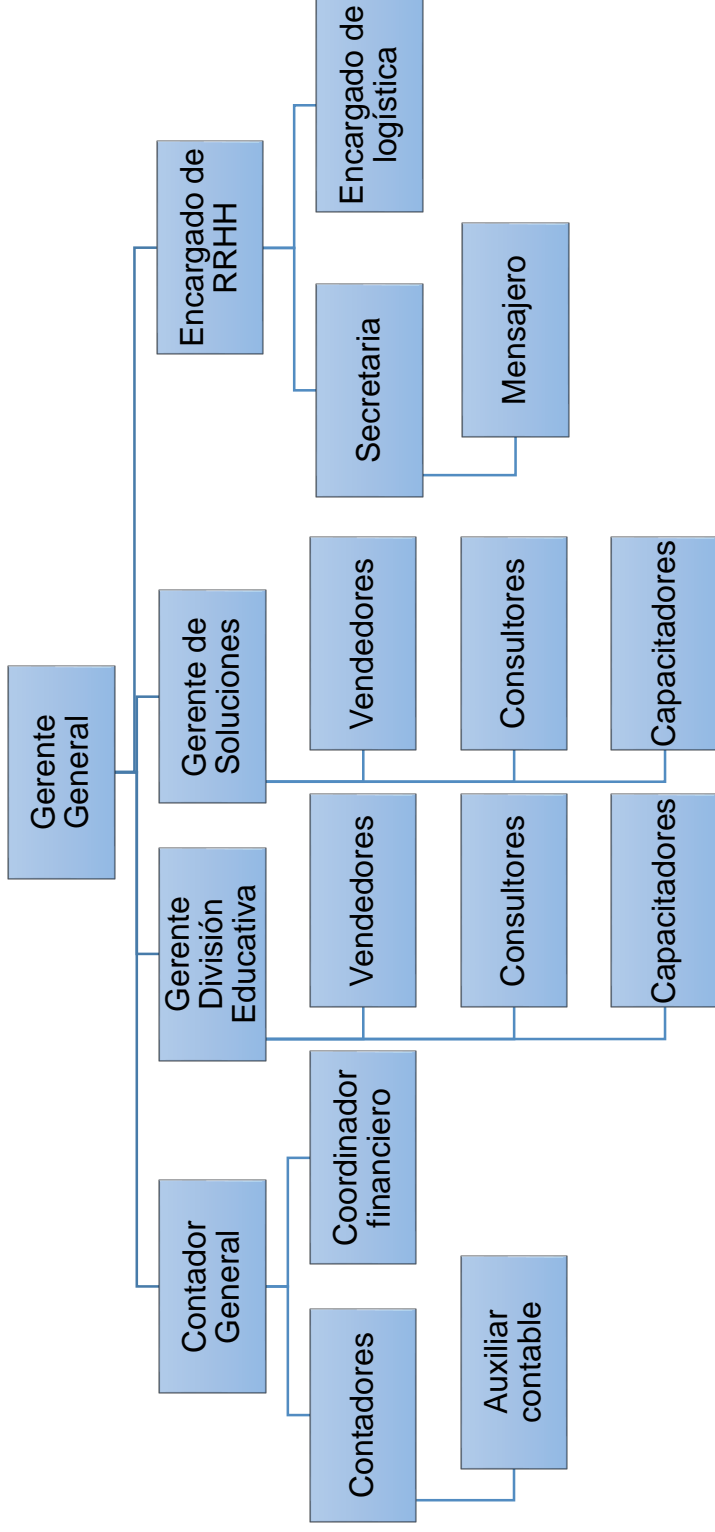 Gerente
General
Contador
General
Gerente
División
Educativa
Gerente de
Soluciones
Encargado de
RRHH
Contadores
Coordinador
financiero
Vendedores
Vendedores
Secretaria
Encargado de
logística
Auxiliar
contable
Consultores
Consultores
Mensajero
Capacitadores
Capacitadores